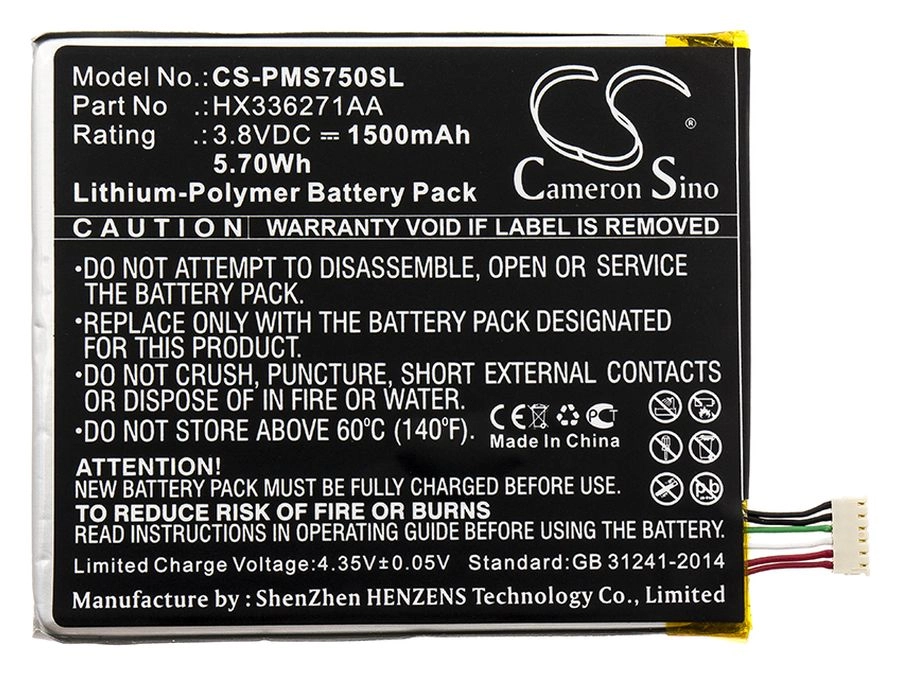 Model No.: CS-PMS750SL
Part No : HX336271AA
Rating .: 3.8VDC ⎓ 1500mAh
5.70Wh
Lithium-Polymer Battery Pack
CS
®
Cameron Sino
CAUTION WARRANTY VOID IF LABEL IS REMOVED
•DO NOT ATTEMPT TO DISASSEMBLE, OPEN OR SERVICE
THE BATTERY PACK.
•REPLACE ONLY WITH THE BATTERY PACK DESIGNATED
FOR THIS PRODUCT.
•DO NOT CRUSH, PUNCTURE, SHORT EXTERNAL CONTACTS
OR DISPOSE OF IN FIRE OR WATER.
•DO NOT STORE ABOVE 60°C (140°F).
CE PCT
Made In China
Pb
ATTENTION!
NEW BATTERY PACK MUST BE FULLY CHARGED BEFORE USE.
TO REDUCE RISK OF FIRE OR BURNS
READ INSTRUCTIONS IN OPERATING GUIDE BEFORE USING THE BATTERY.
Limited Charge Voltage:4.35V±0.05V Standard:GB 31241-2014
Manufacture by : ShenZhen HENZENS Technology Co., Limited